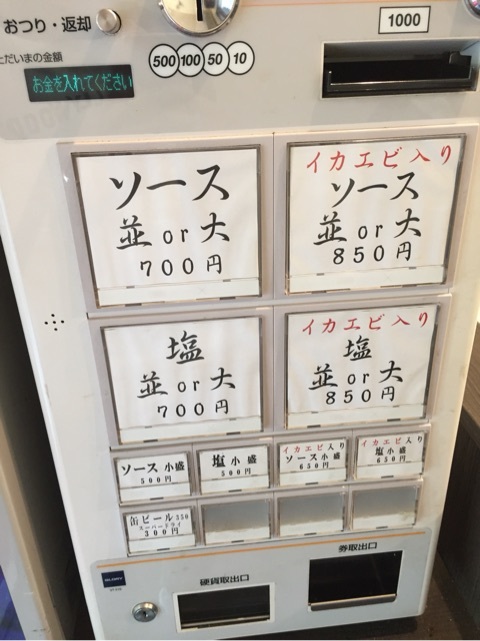 おつり・返却
1000
ただいまの金額
500 100 50 10
お金を入れてください
ソース
並 or 大
700円
イカエビ入り
ソース
並 or 大
850円
塩
並 or 大
700円
イカエビ入り
塩
並 or 大
850円
ソース 小盛
500円
塩 小盛
500円
イカエビ入り
ソース小盛
650円
イカエビ入り
塩 小盛
650円
缶ビール 350
スーパードライ
300円
GLORY
硬貨取出口
券取出口